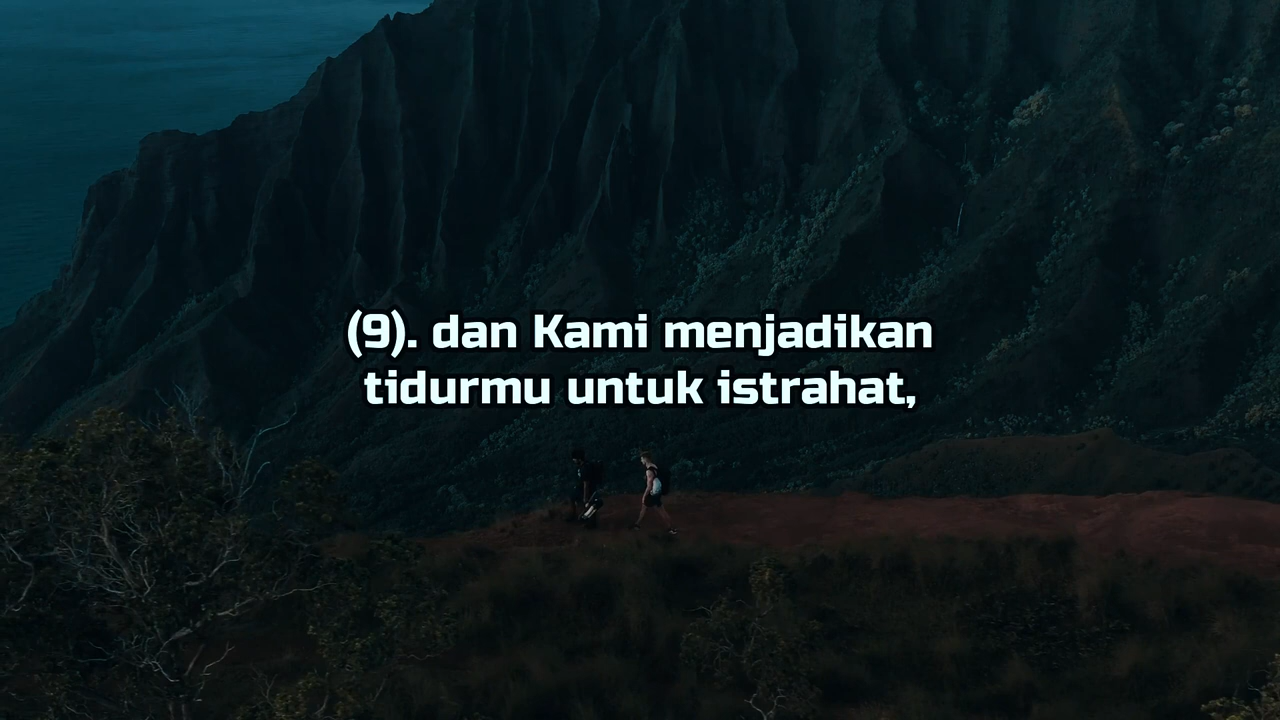 (9). dan Kami menjadikan
tidurmu untuk istrahat,